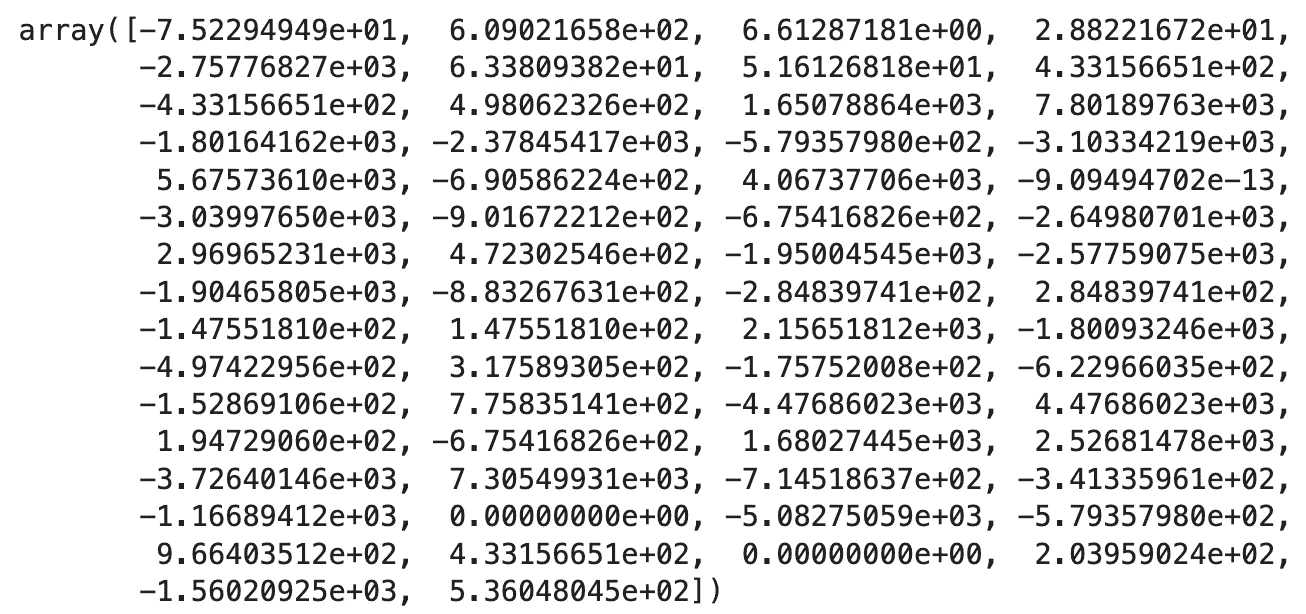 array([-7.52294949e+01,  6.09021658e+02,  6.61287181e+00,  2.88221672e+01,
       -2.75776827e+03,  6.33809382e+01,  5.16126818e+01,  4.33156651e+02,
       -4.33156651e+02,  4.98062326e+02,  1.65078864e+03,  7.80189763e+03,
       -1.80164162e+03, -2.37845417e+03, -5.79357980e+02, -3.10334219e+03,
        5.67573610e+03, -6.90586224e+02,  4.06737706e+03, -9.09494702e-13,
       -3.03997650e+03, -9.01672212e+02, -6.75416826e+02, -2.64980701e+03,
        2.96965231e+03,  4.72302546e+02, -1.95004545e+03, -2.57759075e+03,
       -1.90465805e+03, -8.83267631e+02, -2.84839741e+02,  2.84839741e+02,
       -1.47551810e+02,  1.47551810e+02,  2.15651812e+03, -1.80093246e+03,
       -4.97422956e+02,  3.17589305e+02, -1.75752008e+02, -6.22966035e+02,
       -1.52869106e+02,  7.75835141e+02, -4.47686023e+03,  4.47686023e+03,
        1.94729060e+02, -6.75416826e+02,  1.68027445e+03,  2.52681478e+03,
       -3.72640146e+03,  7.30549931e+03, -7.14518637e+02, -3.41335961e+02,
       -1.16689412e+03,  0.00000000e+00, -5.08275059e+03, -5.79357980e+02,
        9.66403512e+02,  4.33156651e+02,  0.00000000e+00,  2.03959024e+02,
       -1.56020925e+03,  5.36048045e+02])